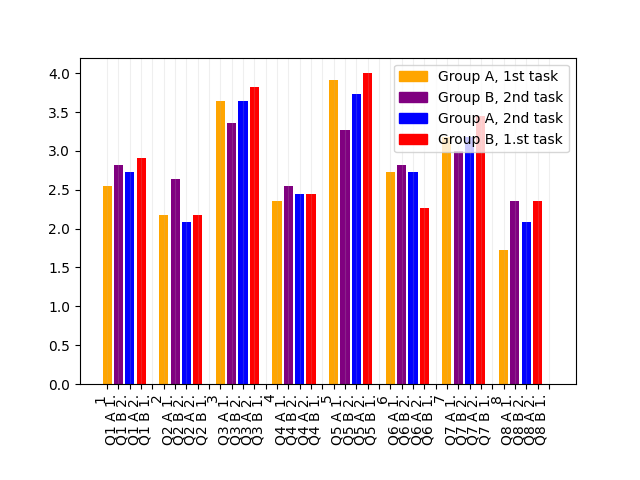 4.0
3.5
3.0
2.5
2.0
1.5
1.0
0.5
0.0
Group A, 1st task
Group B, 2nd task
Group A, 2nd task
Group B, 1.st task
1
Q1 A 1.
Q1 B 2.
Q1 A 2.
Q1 B 1.
2
Q2 A 1.
Q2 B 2.
Q2 A 2.
Q2 B 1.
3
Q3 A 1.
Q3 B 2.
Q3 A 2.
Q3 B 1.
4
Q4 A 1.
Q4 B 2.
Q4 A 2.
Q4 B 1.
5
Q5 A 1.
Q5 B 2.
Q5 A 2.
Q5 B 1.
6
Q6 A 1.
Q6 B 2.
Q6 A 2.
Q6 B 1.
7
Q7 A 1.
Q7 B 2.
Q7 A 2.
Q7 B 1.
8
Q8 A 1.
Q8 B 2.
Q8 A 2.
Q8 B 1.